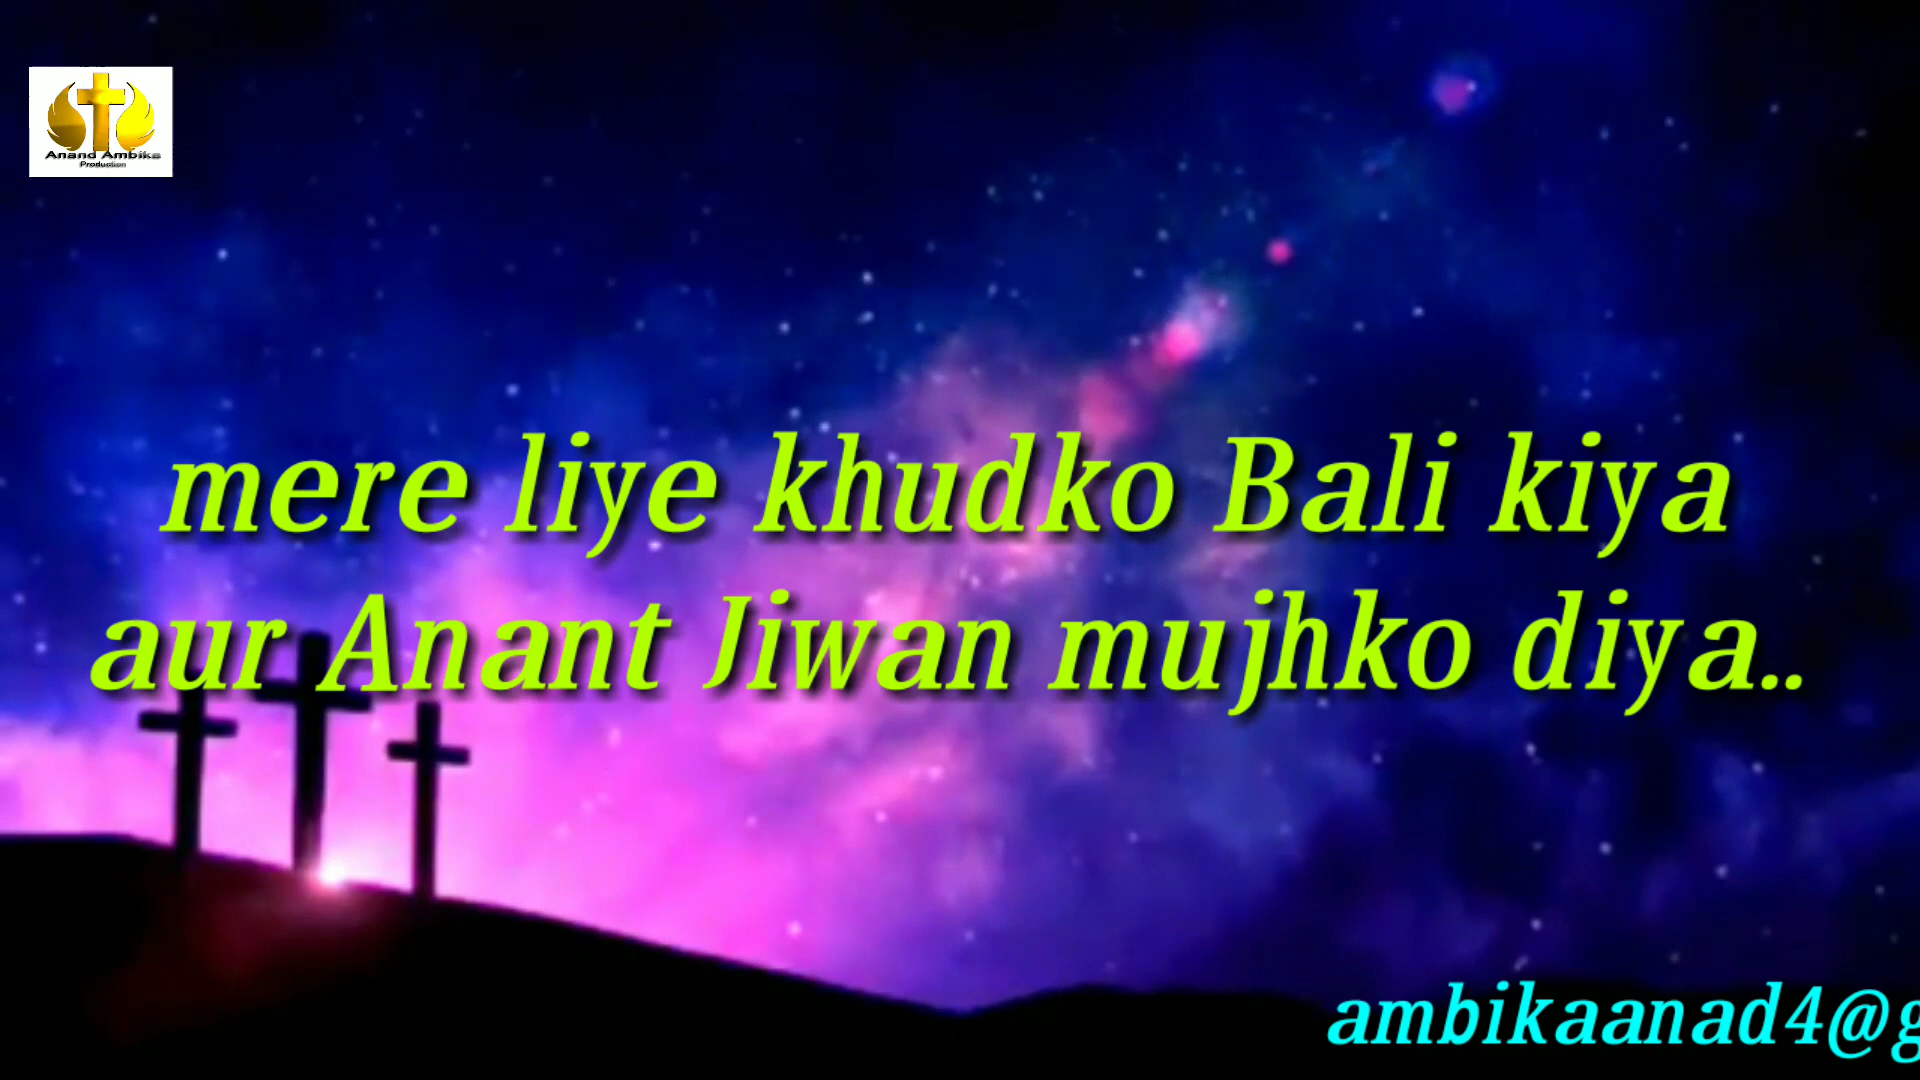 Anand Ambika
Production
mere liye khudko Bali kiya
aur Anant Jiwan mujhko diya..
ambikaanad4@g